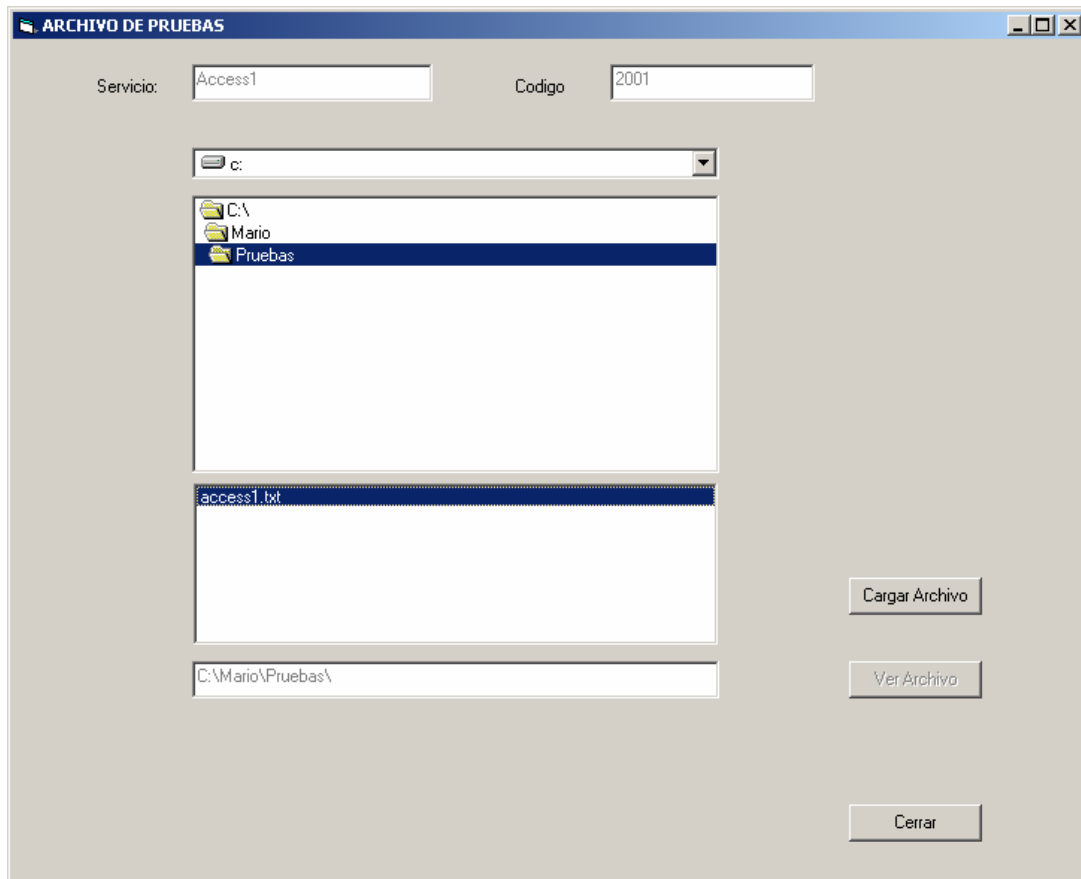 ARCHIVO DE PRUEBAS
Servicio: Access1 Codigo 2001
c:
C:\
Mario
Pruebas
access1.txt
Cargar Archivo
C:\Mario\Pruebas\ Ver Archivo
Cerrar